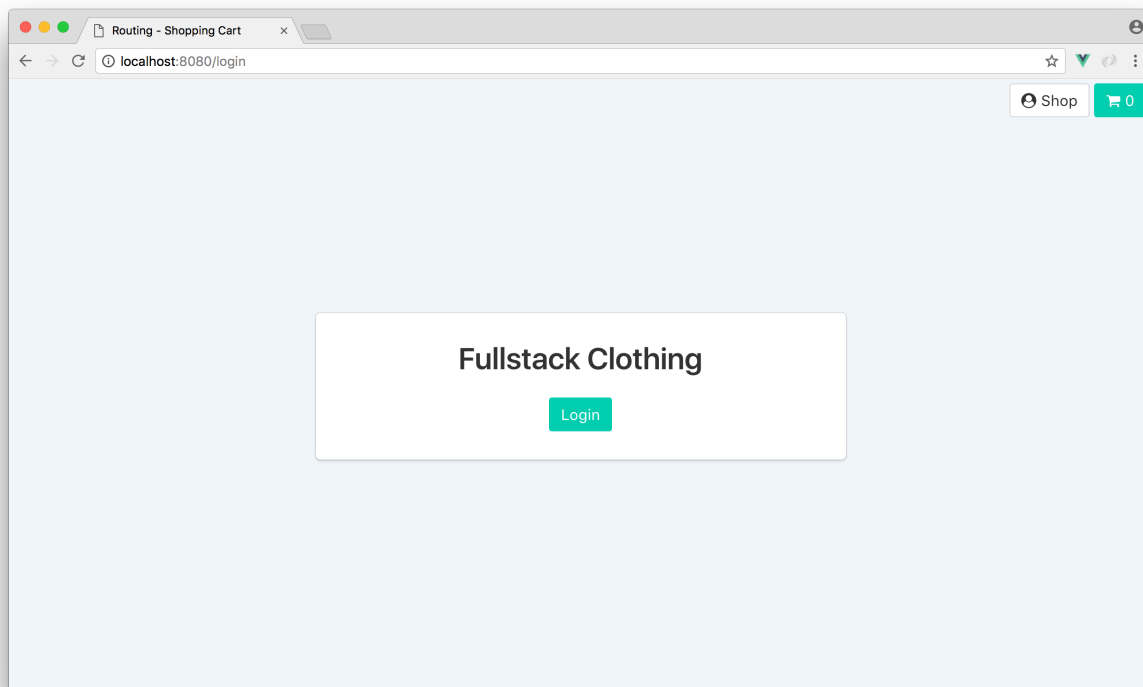 Routing - Shopping Cart
localhost:8080/login
Shop
0
Fullstack Clothing
Login